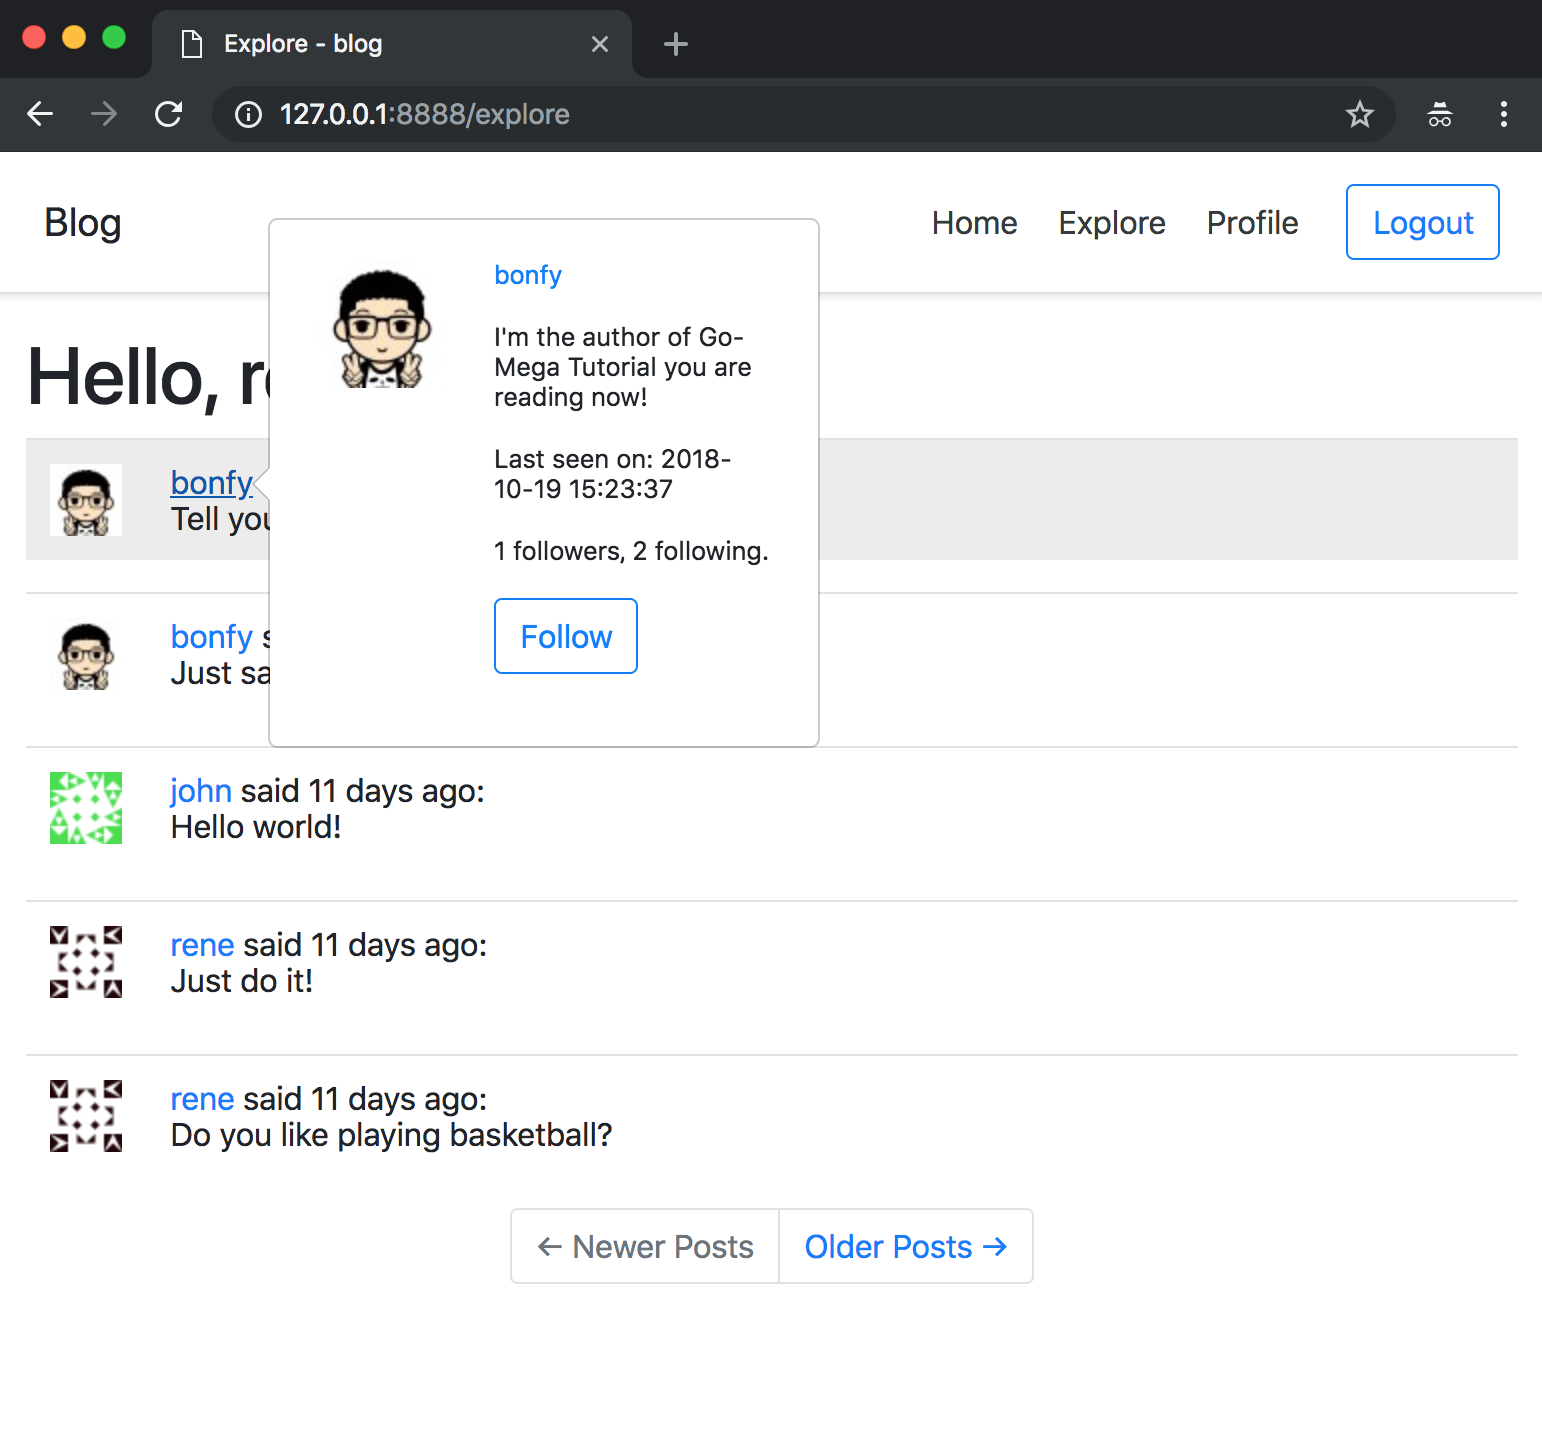 Explore - blog
127.0.0.1:8888/explore
Blog
Home Explore Profile Logout
Hello,
bonfy
I'm the author of Go-
Mega Tutorial you are
reading now!
Last seen on: 2018-
10-19 15:23:37
1 followers, 2 following.
Follow
bonfy
Tell
bonfy
Just
john said 11 days ago:
Hello world!
rene said 11 days ago:
Just do it!
rene said 11 days ago:
Do you like playing basketball?
← Newer Posts Older Posts →